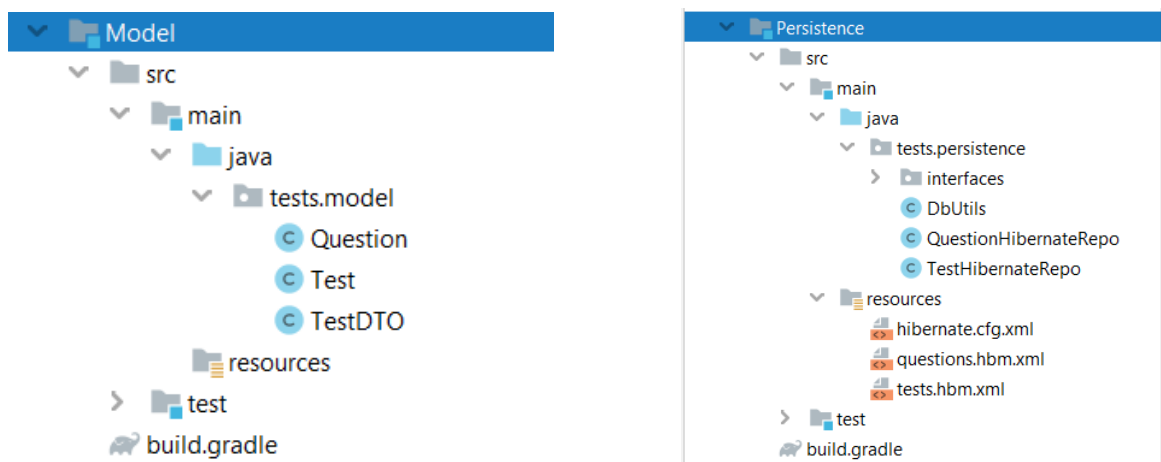 Model
src
main
java
tests.model
Question
Test
TestDTO
resources
test
build.gradle
Persistence
src
main
java
tests.persistence
interfaces
DbUtils
QuestionHibernateRepo
TestHibernateRepo
resources
hibernate.cfg.xml
questions.hbm.xml
tests.hbm.xml
test
build.gradle